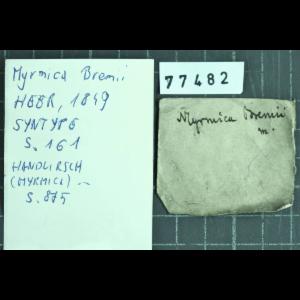 Myrmica Bremii
HEER, 1849
SYNTYPE
S. 161
HANDLIRSCH
(MYRMICI) —
S. 875
77482
Myrmica Bremii
m.